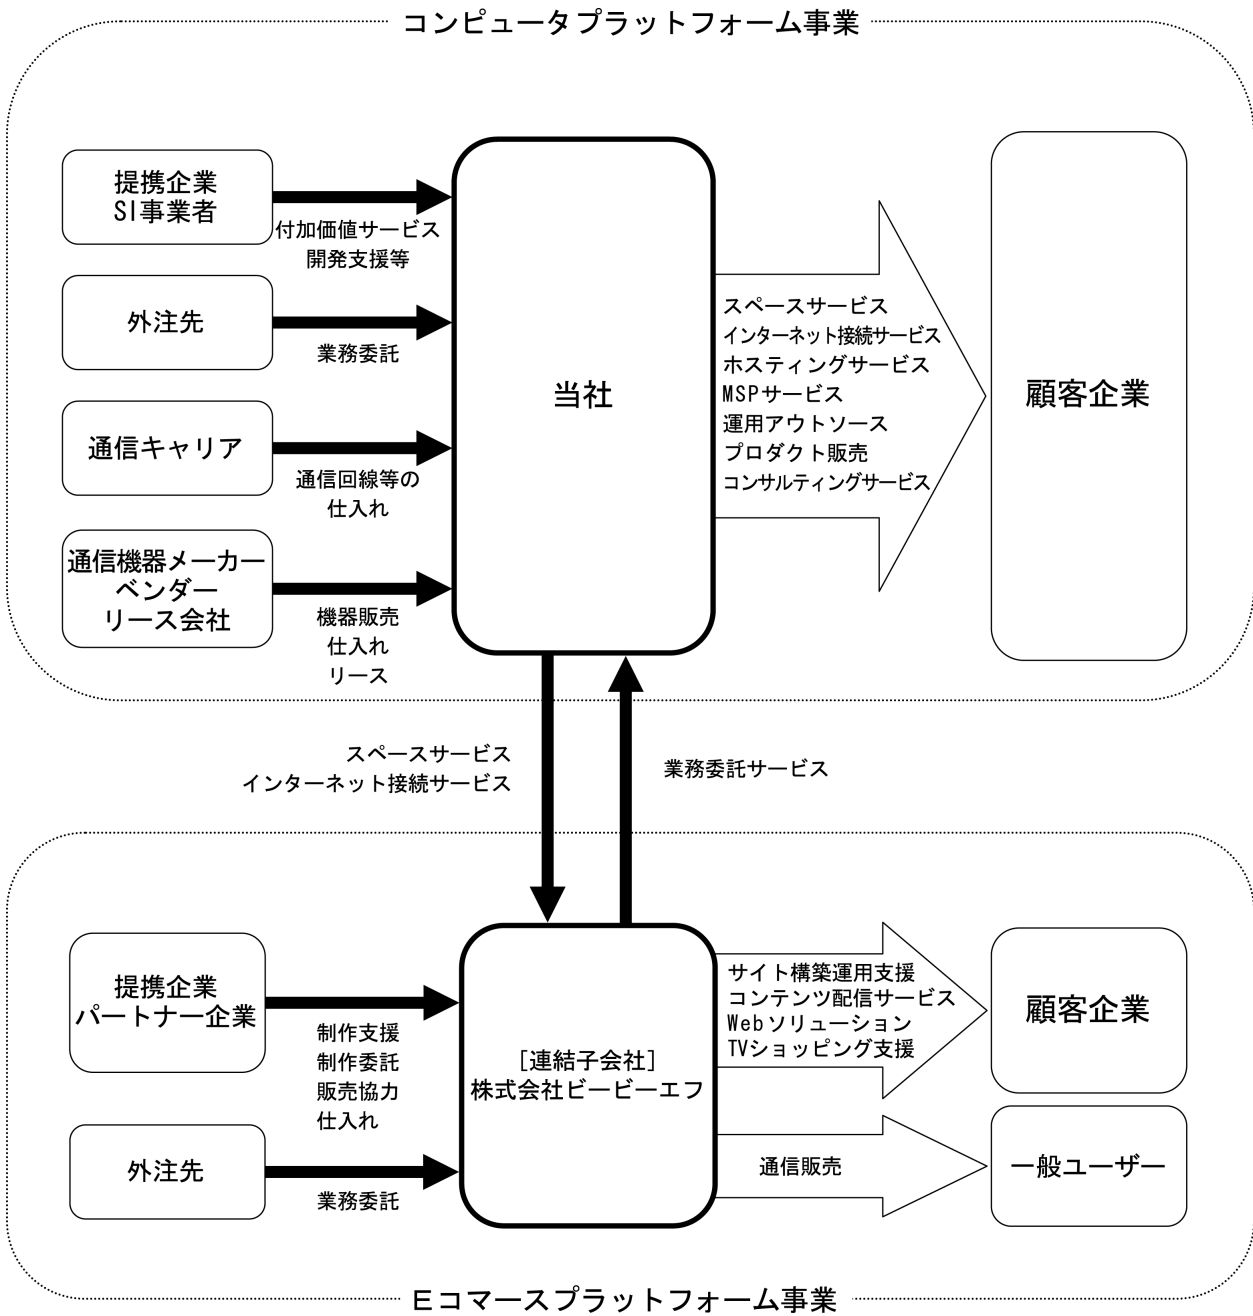 コンピュータプラットフォーム事業
提携企業
SI事業者
付加価値サービス
開発支援等
外注先
業務委託
通信キャリア
通信回線等の
仕入れ
通信機器メーカー
ベンダー
リース会社
機器販売
仕入れ
リース
当社
スペースサービス
インターネット接続サービス
ホスティングサービス
MSPサービス
運用アウトソース
プロダクト販売
コンサルティングサービス
顧客企業
スペースサービス
インターネット接続サービス
業務委託サービス
提携企業
パートナー企業
制作支援
制作委託
販売協力
仕入れ
外注先
業務委託
[連結子会社]
株式会社ビービーエフ
サイト構築運用支援
コンテンツ配信サービス
Webソリューション
TVショッピング支援
顧客企業
通信販売
一般ユーザー
Eコマースプラットフォーム事業